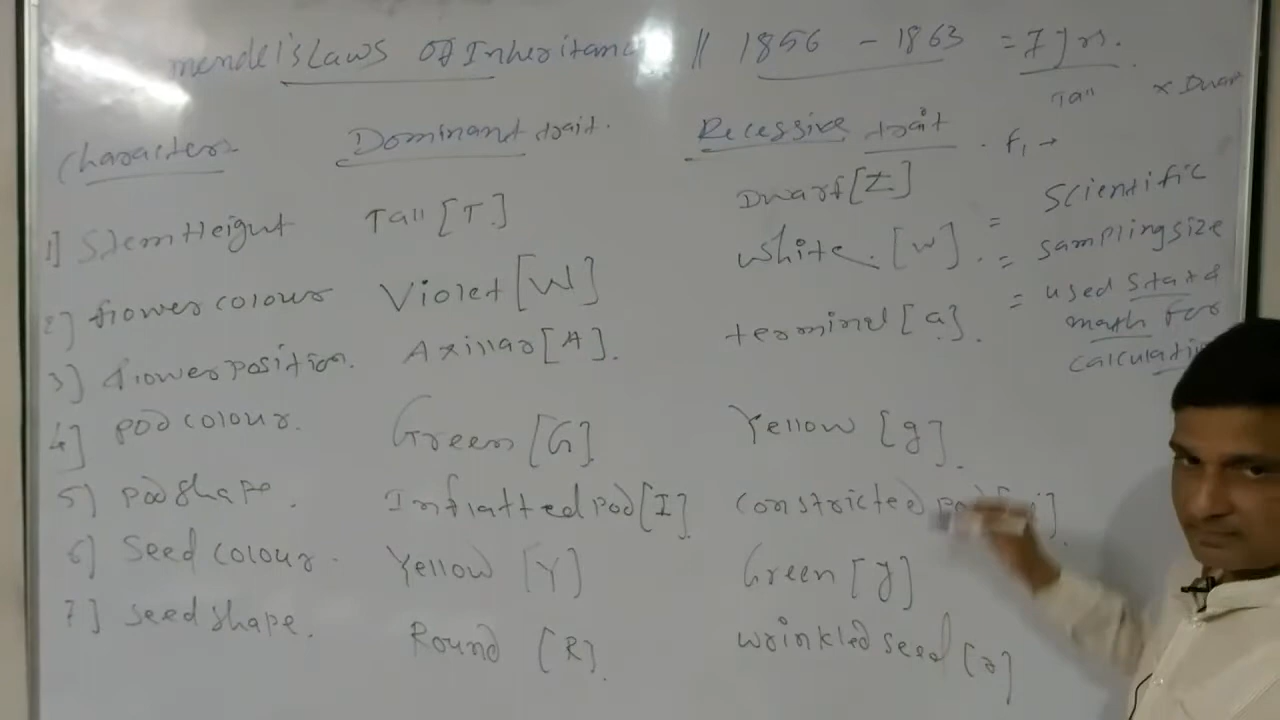 mendel's Laws Of Inheritanc || 1856 - 1863 = 7 yrs.
Tall x Dwar
Characters Dominant trait. Recessive trait . F1 →
1] Stem Height Tall [T] Dwarf [t]
2] flower colour Violet [W] White. [w].
3] flower position. Axillar [A]. terminal [a].
4] Pod colour. Green [G]. Yellow [g].
5] Pod Shape. Inflatted Pod [I]. Constricted
6] Seed colour. Yellow [Y] Green [y]
7] Seed shape. Round [R]. wrinkled seed [r]
= Scientific
= sampling size
= used stat &
math for
calculati